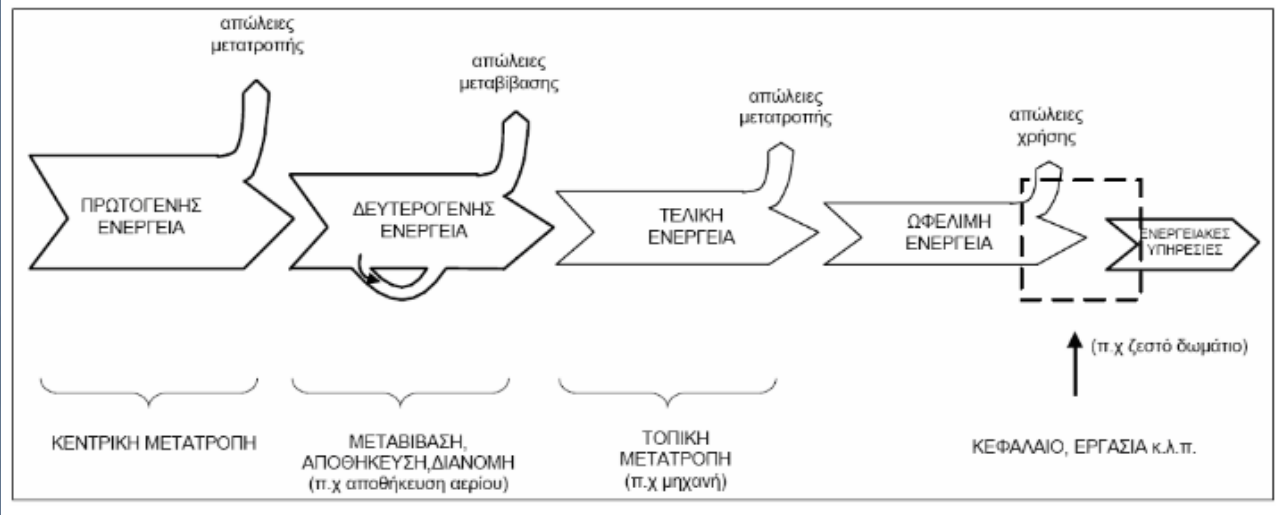 απώλειες
μετατροπής
απώλειες
μεταβίβασης
απώλειες
μετατροπής
απώλειες
χρήσης
ΠΡΩΤΟΓΕΝΗΣ
ΕΝΕΡΓΕΙΑ
ΔΕΥΤΕΡΟΓΕΝΗΣ
ΕΝΕΡΓΕΙΑ
ΤΕΛΙΚΗ
ΕΝΕΡΓΕΙΑ
ΩΦΕΛΙΜΗ
ΕΝΕΡΓΕΙΑ
ΕΝΕΡΓΕΙΑΚΕΣ
ΥΠΗΡΕΣΙΕΣ
(π.χ ζεστό δωμάτιο)
ΚΕΝΤΡΙΚΗ ΜΕΤΑΤΡΟΠΗ
ΜΕΤΑΒΙΒΑΣΗ,
ΑΠΟΘΗΚΕΥΣΗ,ΔΙΑΝΟΜΗ
(π.χ αποθήκευση αερίου)
ΤΟΠΙΚΗ
ΜΕΤΑΤΡΟΠΗ
(π.χ μηχανή)
ΚΕΦΑΛΑΙΟ, ΕΡΓΑΣΙΑ κ.λ.π.